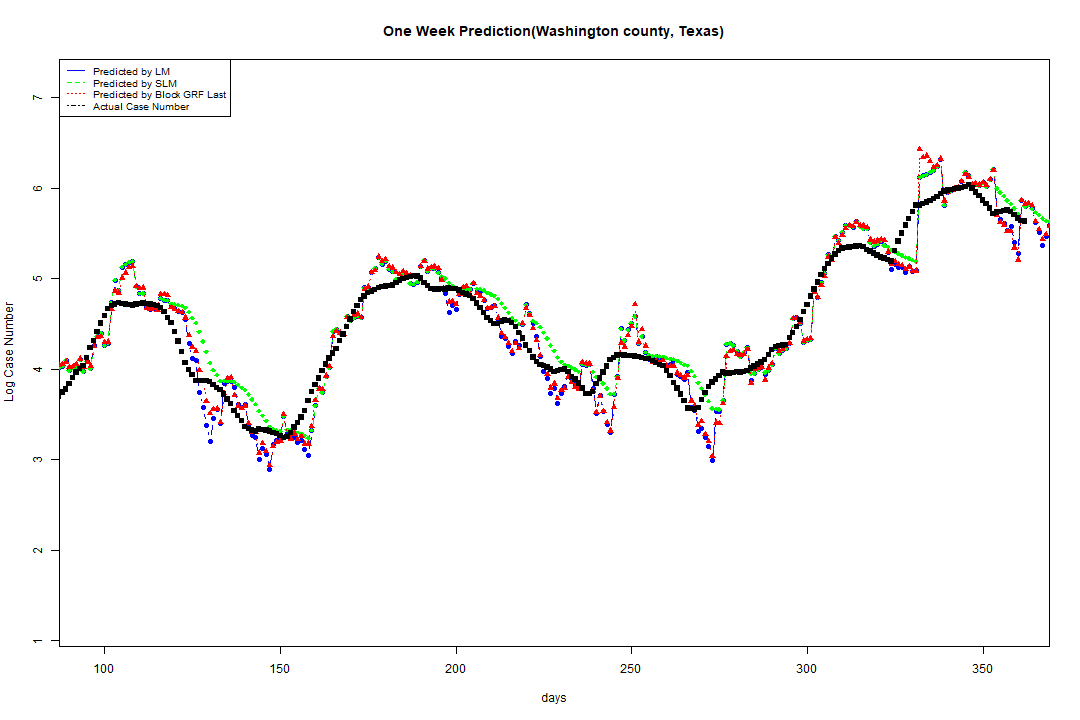 One Week Prediction(Washington county, Texas)
Predicted by LM
Predicted by SLM
Predicted by Block GRF Last
Actual Case Number
7
6
5
4
3
2
1
Log Case Number
100 150 200 250 300 350
days